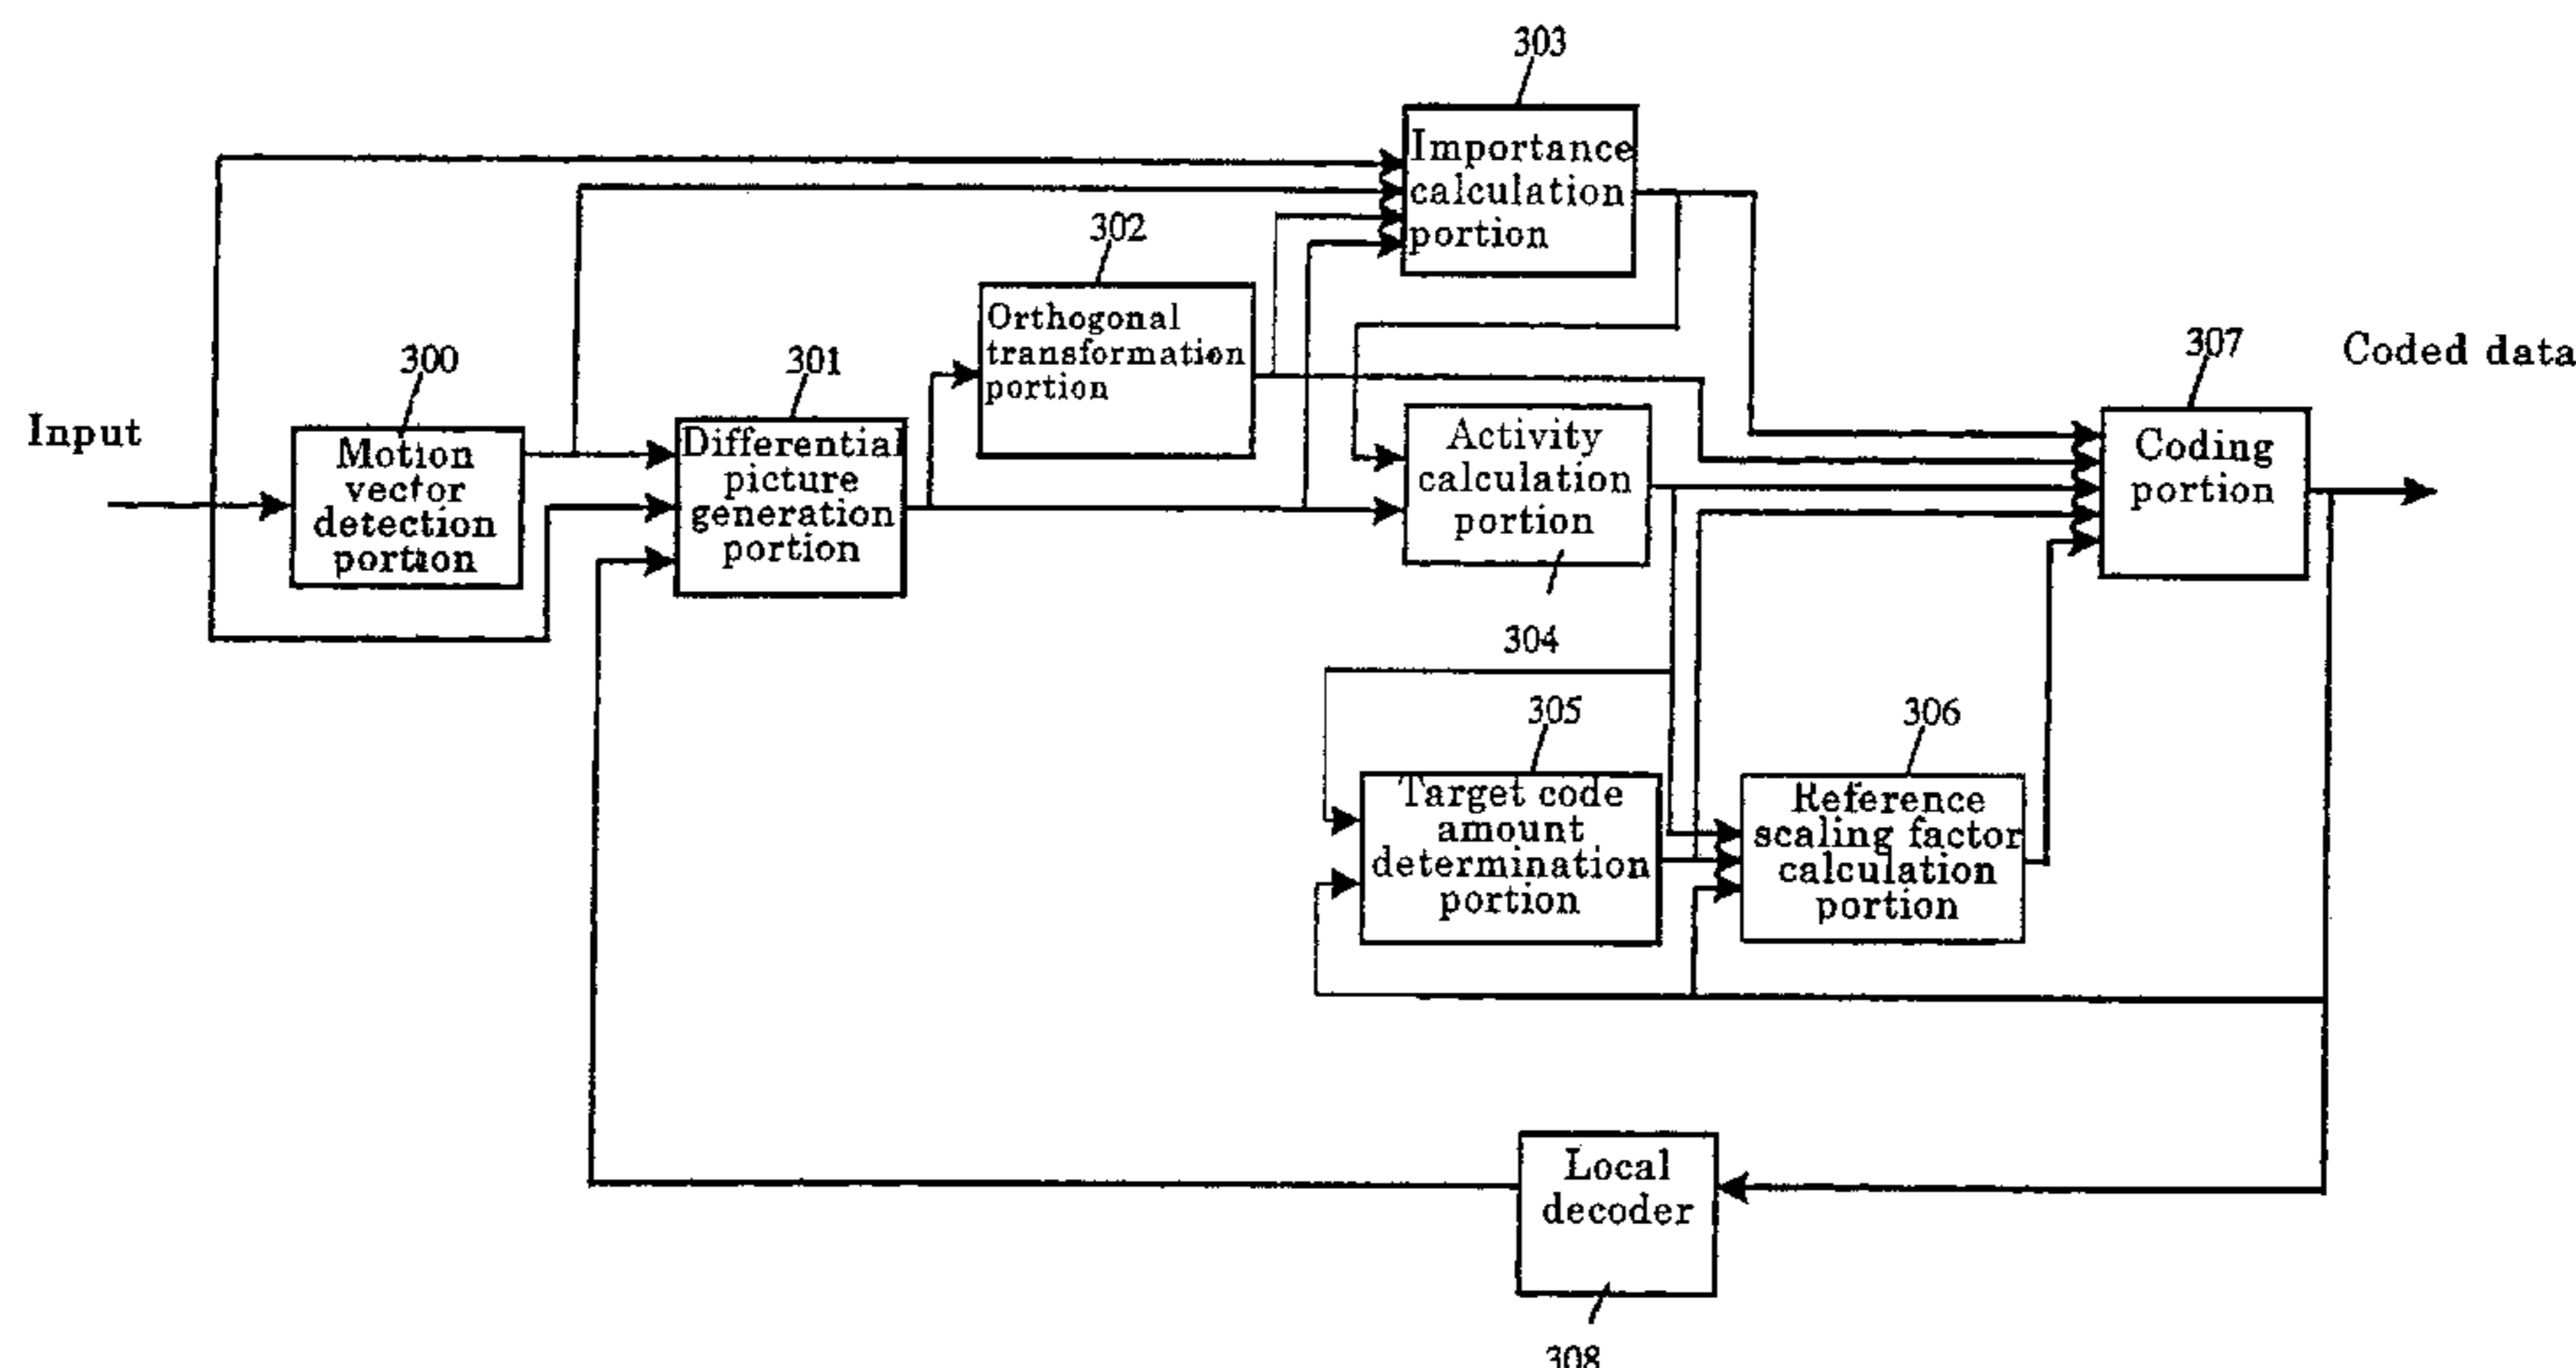 303
Importance
calculation
portion
302
Orthogonal
transformation
portion
300
301
307
Coded data
Input
Motion
vector
detection
portion
Differential
picture
generation
portion
Activity
calculation
portion
Coding
portion
304
305
306
Target code
amount
determination
portion
Reference
scaling factor
calculation
portion
Local
decoder
308